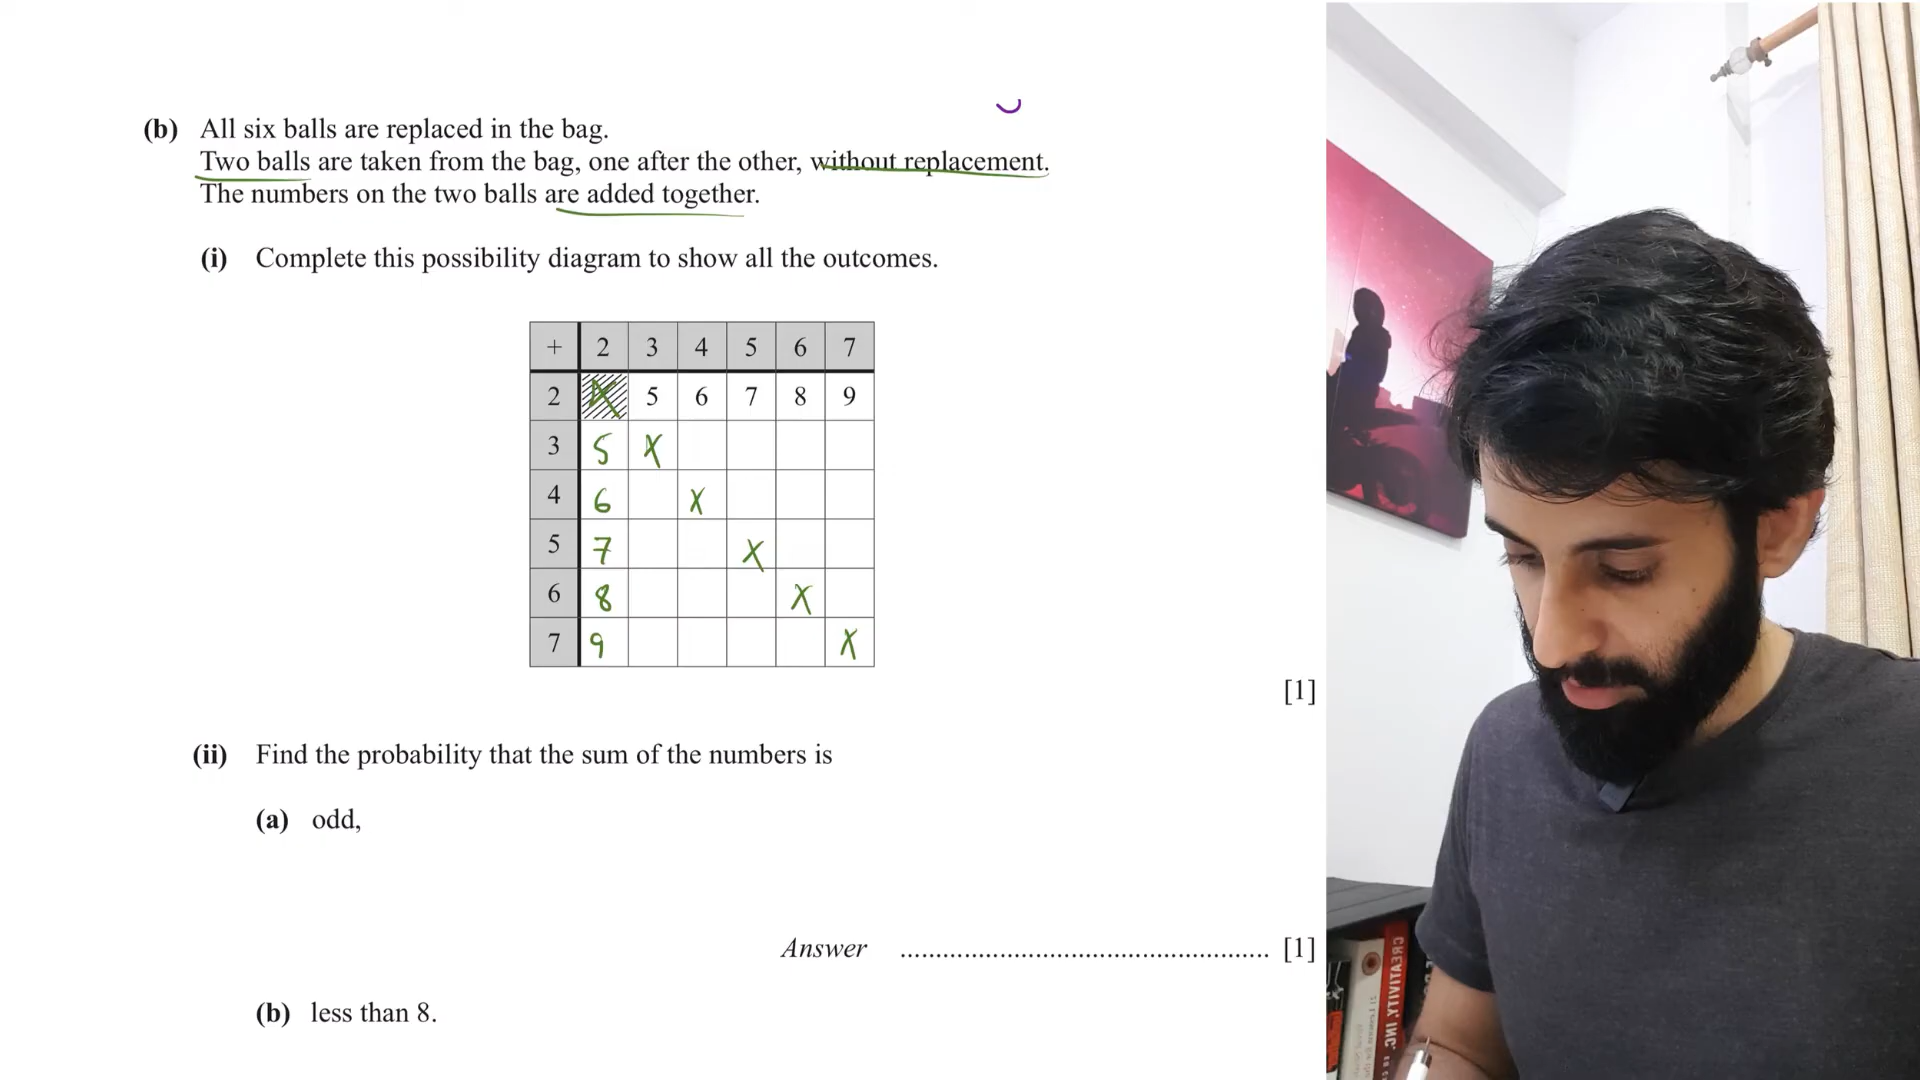 (b) All six balls are replaced in the bag.
Two balls are taken from the bag, one after the other, without replacement.
The numbers on the two balls are added together.
(i) Complete this possibility diagram to show all the outcomes.
+ 2 3 4 5 6 7
2 X 5 6 7 8 9
3 5 X
4 6 X
5 7 X
6 8 X
7 9 X
[1]
(ii) Find the probability that the sum of the numbers is
(a) odd,
Answer ................................................... [1]
(b) less than 8.
CREATIVITY, INC.